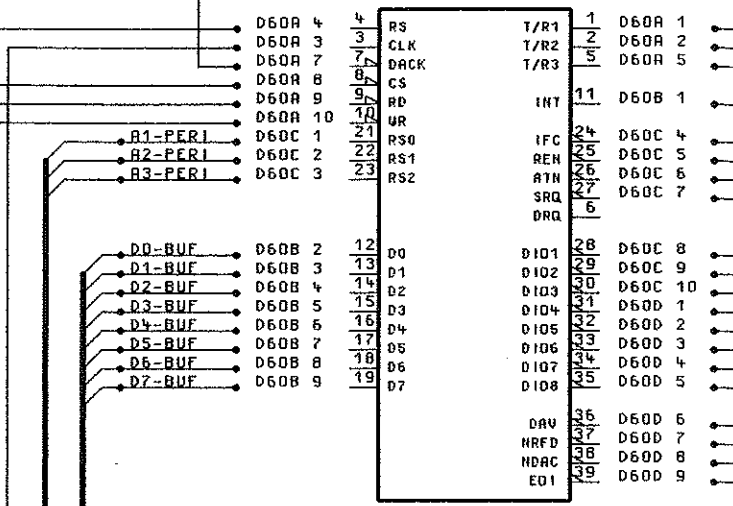 D60A 4 4 RS T/R1 1 D60A 1
D60A 3 3 CLK T/R2 2 D60A 2
D60A 7 7 DACK T/R3 5 D60A 5
D60A 8 8 CS
D60A 9 9 RD INT 11 D60B 1
D60A 10 10 WR
A1-PERI D60C 1 21 RS0 IFC 24 D60C 4
A2-PERI D60C 2 22 RS1 REN 25 D60C 5
A3-PERI D60C 3 23 RS2 ATN 26 D60C 6
SRQ 27 D60C 7
DRQ 6
D0-BUF D60B 2 12 D0 DIO1 28 D60C 8
D1-BUF D60B 3 13 D1 DIO2 29 D60C 9
D2-BUF D60B 4 14 D2 DIO3 30 D60C 10
D3-BUF D60B 5 15 D3 DIO4 31 D60D 1
D4-BUF D60B 6 16 D4 DIO5 32 D60D 2
D5-BUF D60B 7 17 D5 DIO6 33 D60D 3
D6-BUF D60B 8 18 D6 DIO7 34 D60D 4
D7-BUF D60B 9 19 D7 DIO8 35 D60D 5
DAV 36 D60D 6
NRFD 37 D60D 7
NDAC 38 D60D 8
EOI 39 D60D 9